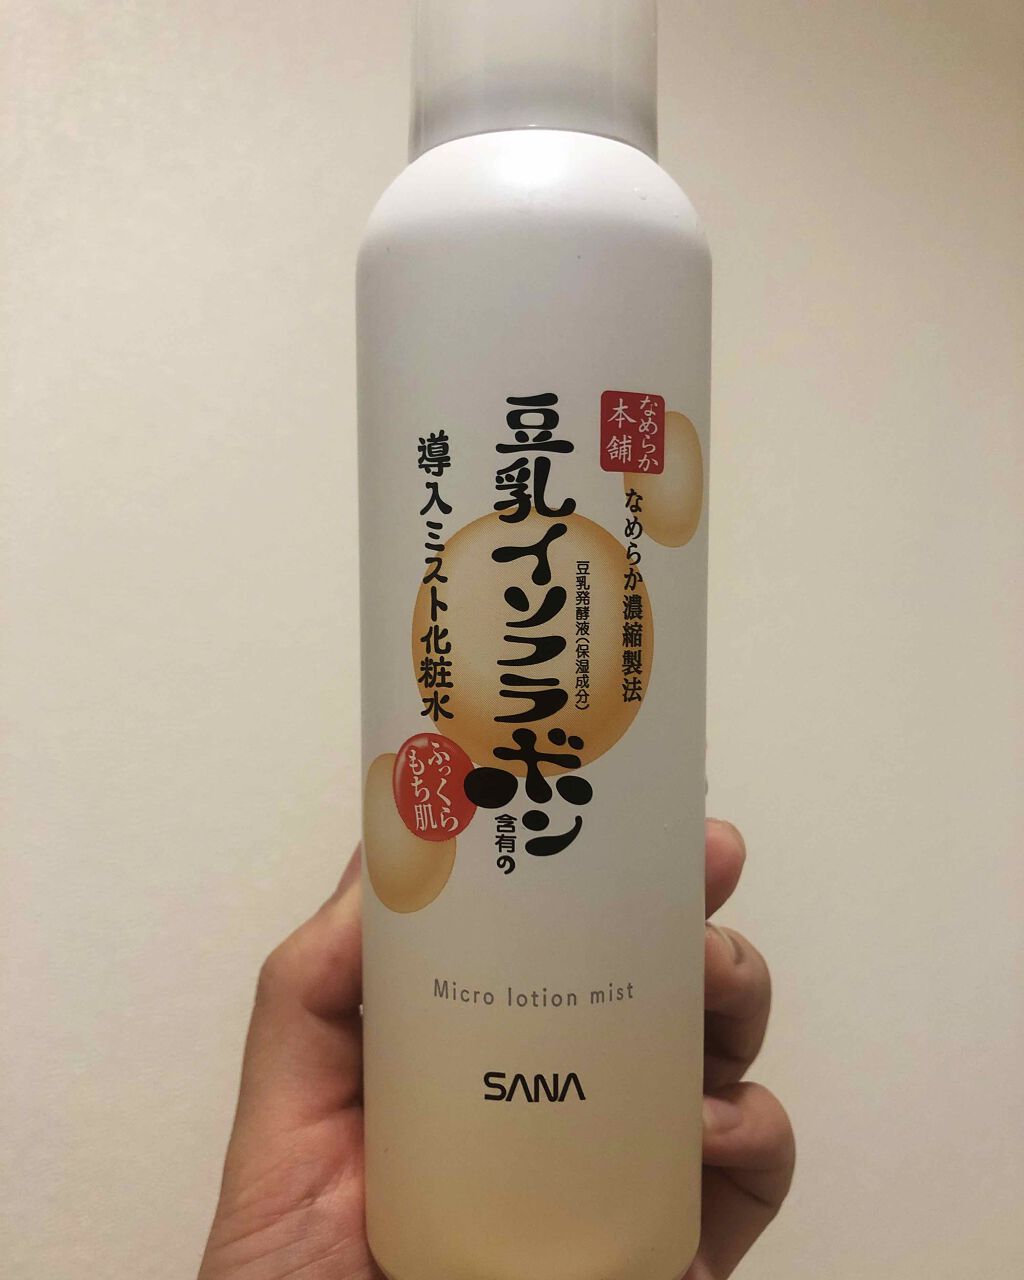 なめらか
本舗
なめらか濃縮製法
豆乳発酵液(保湿成分)
豆乳イソフラボン
含有の
導入ミスト化粧水
ふっくら
もち肌
Micro lotion mist
SANA